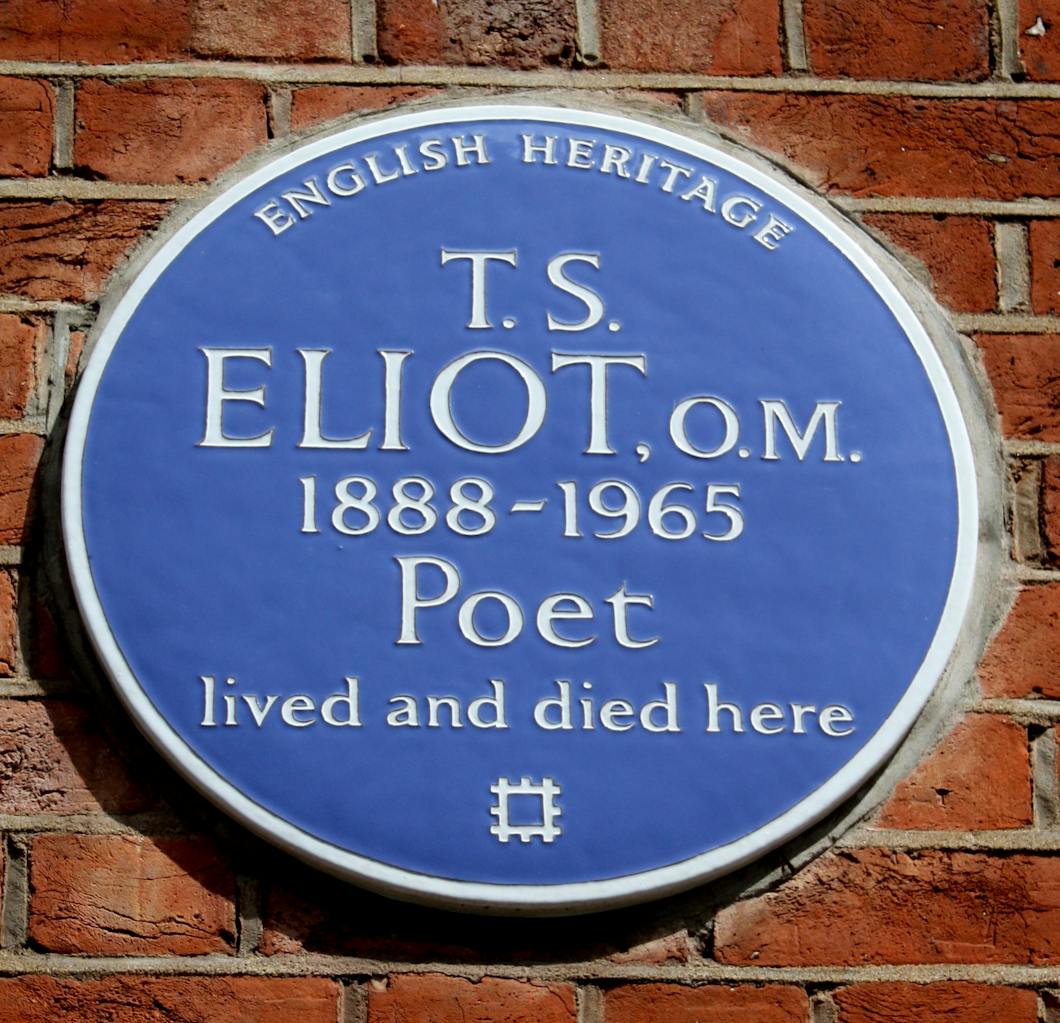 ENGLISH HERITAGE
T. S.
ELIOT, O.M.
1888-1965
Poet
lived and died here